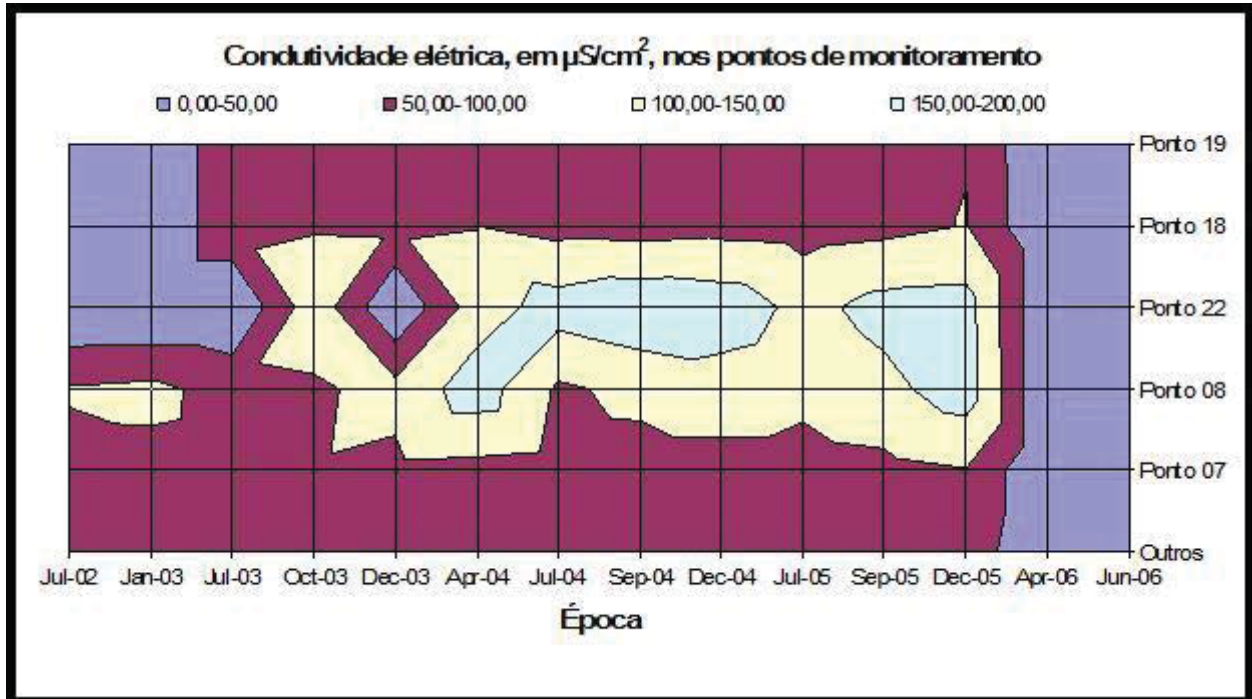 Condutividade elétrica, em µS/cm², nos pontos de monitoramento
0,00-50,00 50,00-100,00 100,00-150,00 150,00-200,00
Ponto 19
Ponto 18
Ponto 22
Ponto 08
Ponto 07
Outros
Jul-02 Jan-03 Jul-03 Oct-03 Dec-03 Apr-04 Jul-04 Sep-04 Dec-04 Jul-05 Sep-05 Dec-05 Apr-06 Jun-06
Época